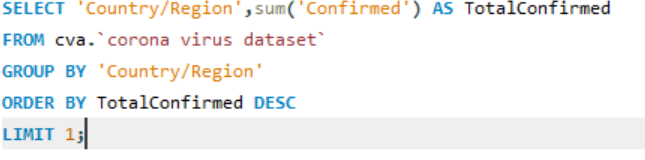 SELECT 'Country/Region',sum('Confirmed') AS TotalConfirmed
FROM cva.`corona virus dataset`
GROUP BY 'Country/Region'
ORDER BY TotalConfirmed DESC
LIMIT 1;